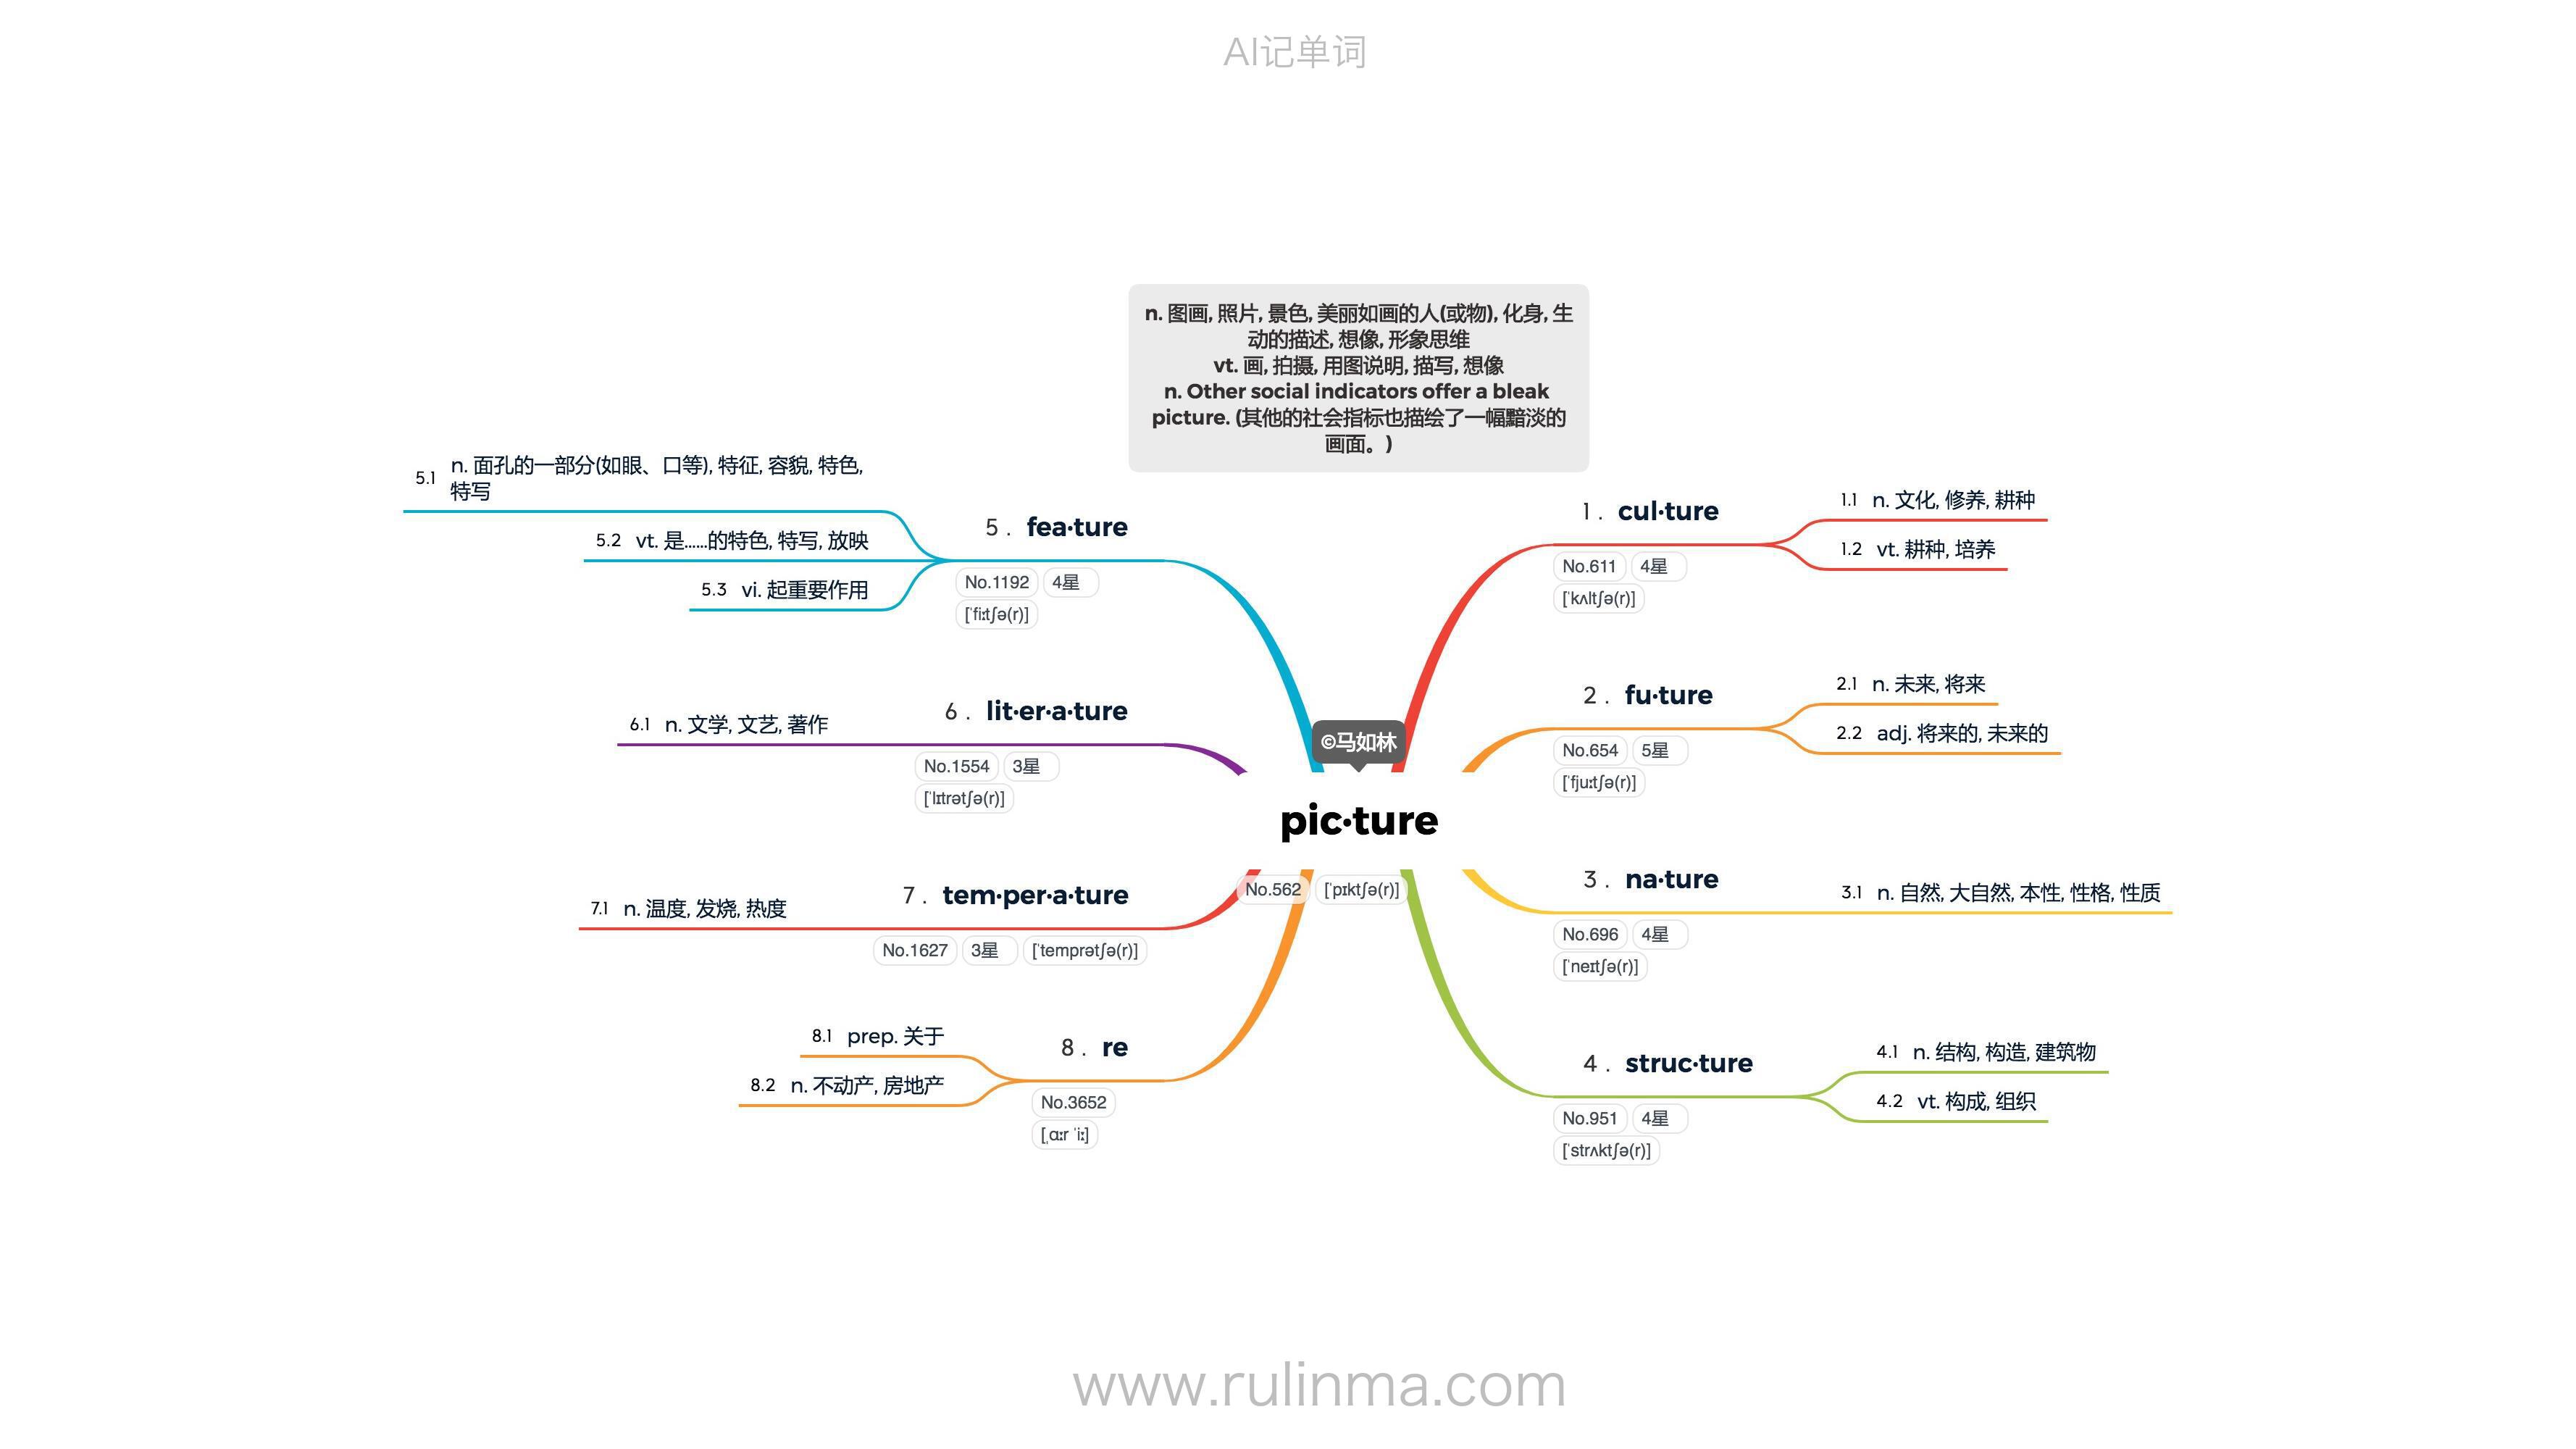 AI记单词
n. 图画, 照片, 景色, 美丽如画的人(或物), 化身, 生
动的描述, 想像, 形象思维
vt. 画, 拍摄, 用图说明, 描写, 想像
n. Other social indicators offer a bleak
picture. (其他的社会指标也描绘了一幅黯淡的
画面。)
©马如林
pic·ture
No.562 [ˈpɪktʃə(r)]
1 . cul·ture
No.611 4星
[ˈkʌltʃə(r)]
1.1 n. 文化, 修养, 耕种
1.2 vt. 耕种, 培养
2 . fu·ture
No.654 5星
[ˈfjuːtʃə(r)]
2.1 n. 未来, 将来
2.2 adj. 将来的, 未来的
3 . na·ture
No.696 4星
[ˈneɪtʃə(r)]
3.1 n. 自然, 大自然, 本性, 性格, 性质
4 . struc·ture
No.951 4星
[ˈstrʌktʃə(r)]
4.1 n. 结构, 构造, 建筑物
4.2 vt. 构成, 组织
5 . fea·ture
No.1192 4星
[ˈfiːtʃə(r)]
5.1 n. 面孔的一部分(如眼、口等), 特征, 容貌, 特色,
特写
5.2 vt. 是……的特色, 特写, 放映
5.3 vi. 起重要作用
6 . lit·er·a·ture
No.1554 3星
[ˈlɪtrətʃə(r)]
6.1 n. 文学, 文艺, 著作
7 . tem·per·a·ture
No.1627 3星 [ˈtemprətʃə(r)]
7.1 n. 温度, 发烧, 热度
8 . re
No.3652
[ˌɑːr ˈiː]
8.1 prep. 关于
8.2 n. 不动产, 房地产
www.rulinma.com